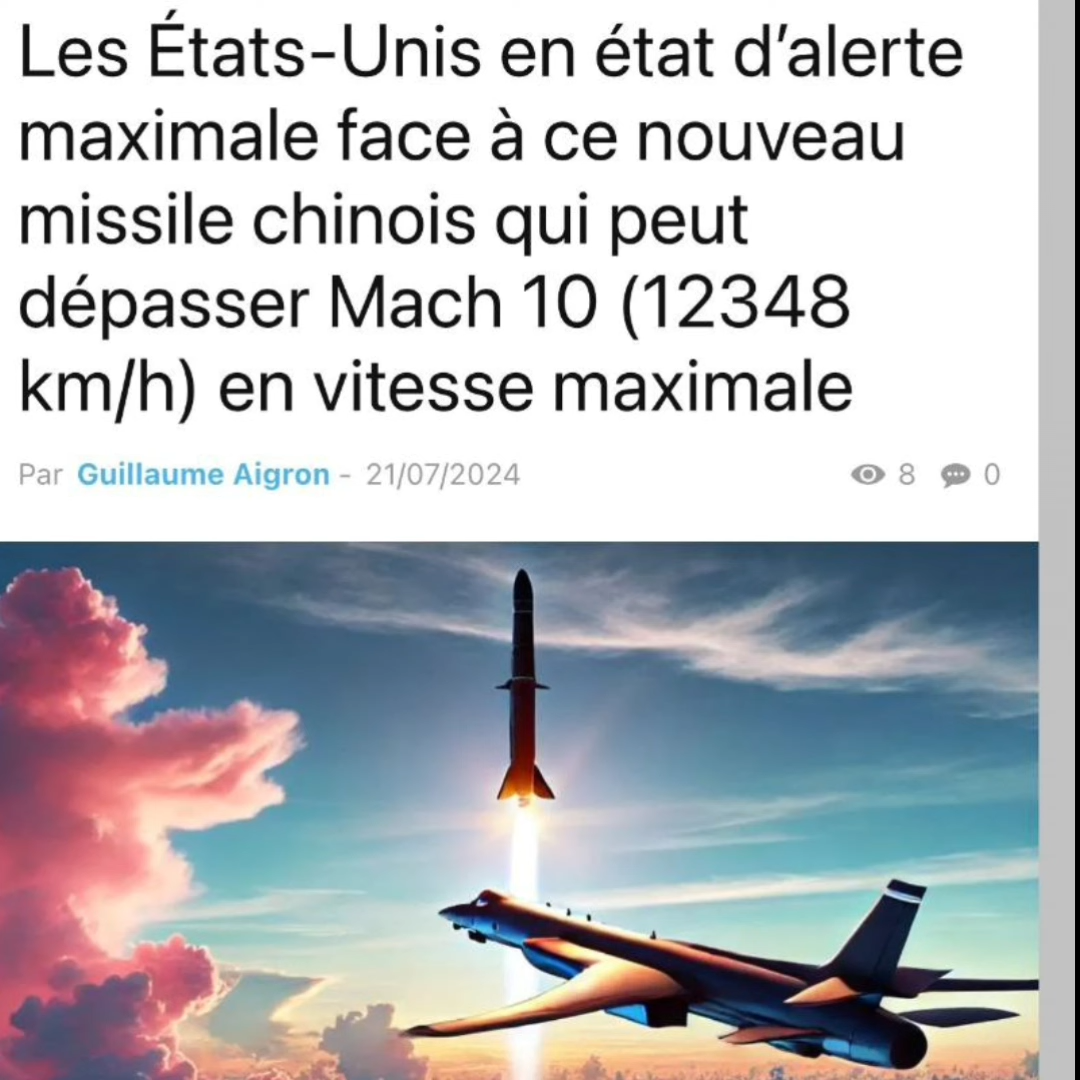 Les États-Unis en état d’alerte
maximale face à ce nouveau
missile chinois qui peut
dépasser Mach 10 (12348
km/h) en vitesse maximale
Par Guillaume Aigron - 21/07/2024 8 0